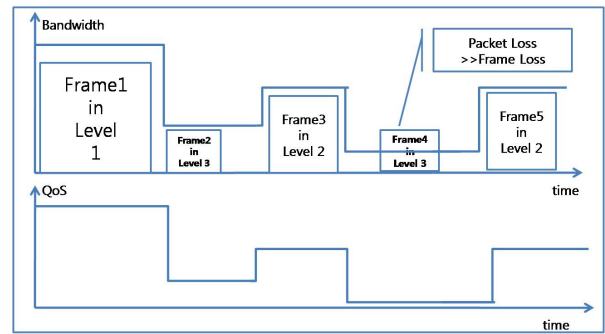 Bandwidth
Packet Loss
>>Frame Loss
Frame1
in
Level
1
Frame2
in
Level 3
Frame3
in
Level 2
Frame4
in
Level 3
Frame5
in
Level 2
time
QoS
time